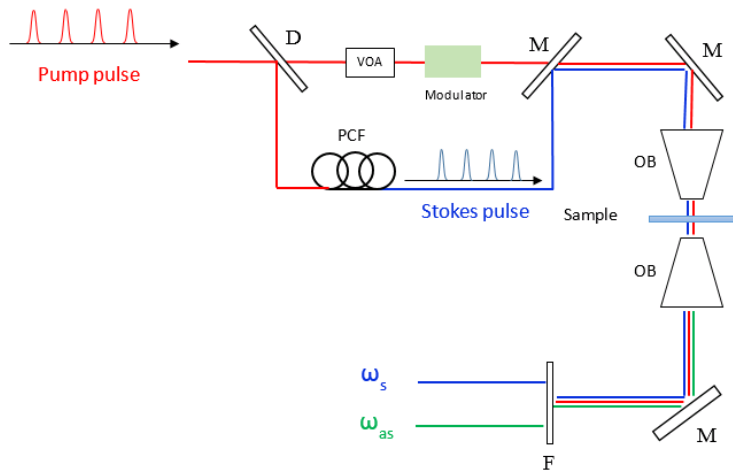 Pump pulse
D
VOA
Modulator
M
M
PCF
Stokes pulse
OB
Sample
OB
ωs
ωas
F
M